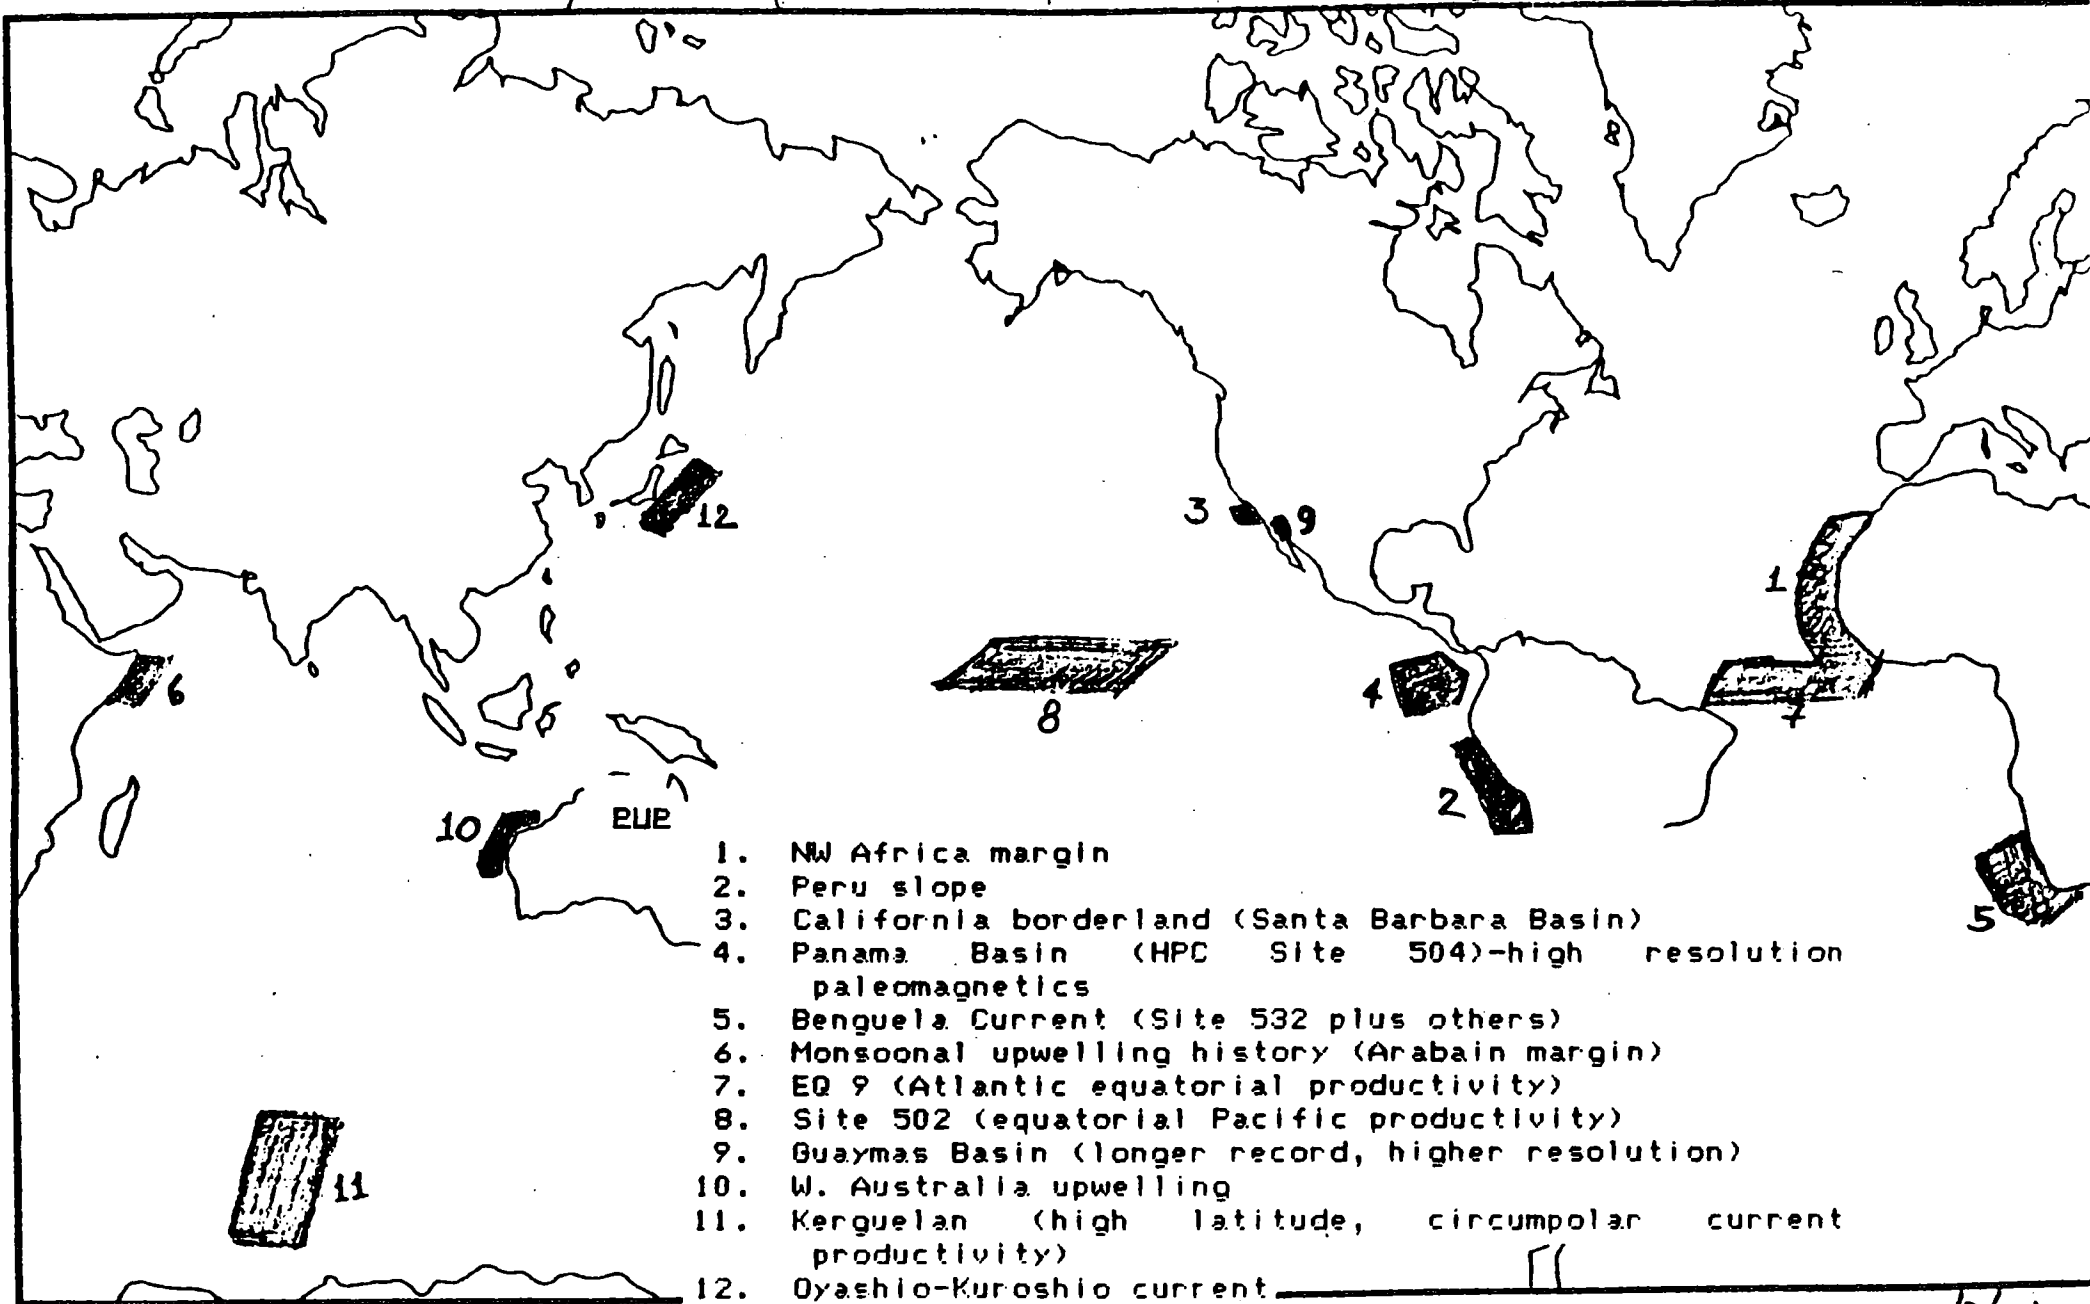 12
3
9
1
6
4
7
8
2
10
eue
5
11
1. NW Africa margin
2. Peru slope
3. California borderland (Santa Barbara Basin)
4. Panama Basin (HPC Site 504)-high resolution
paleomagnetics
5. Benguela Current (Site 532 plus others)
6. Monsoonal upwelling history (Arabain margin)
7. EQ 9 (Atlantic equatorial productivity)
8. Site 502 (equatorial Pacific productivity)
9. Guaymas Basin (longer record, higher resolution)
10. W. Australia upwelling
11. Kerguelan (high latitude, circumpolar current
productivity)
12. Oyashio-Kuroshio current